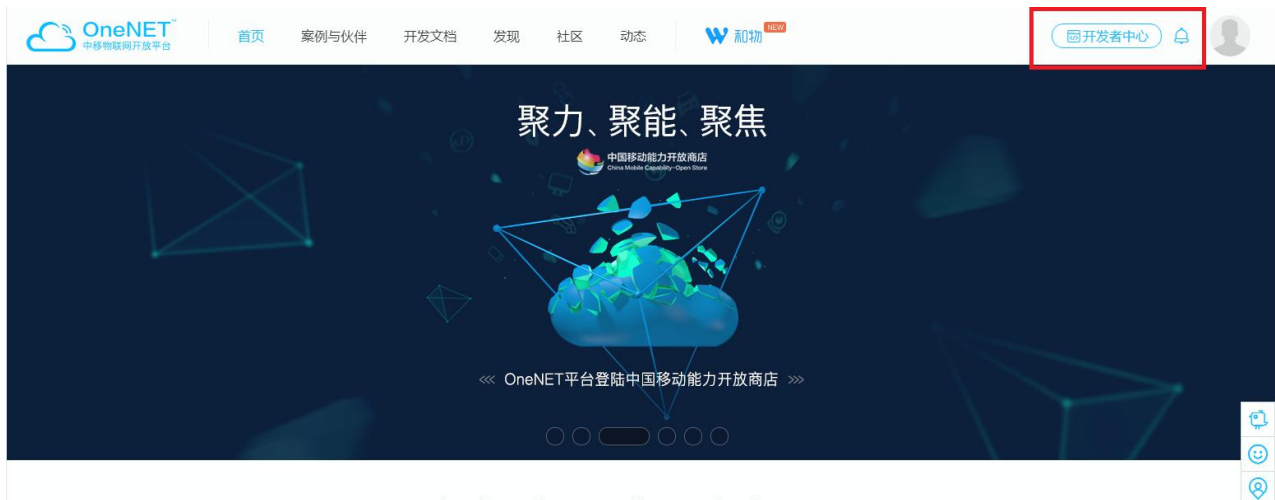 OneNET™
中移物联网开放平台
首页 案例与伙伴 开发文档 发现 社区 动态 和物 NEW 开发者中心
聚力、聚能、聚焦
中国移动能力开放商店
China Mobile Capability-Open Store
OneNET平台登陆中国移动能力开放商店